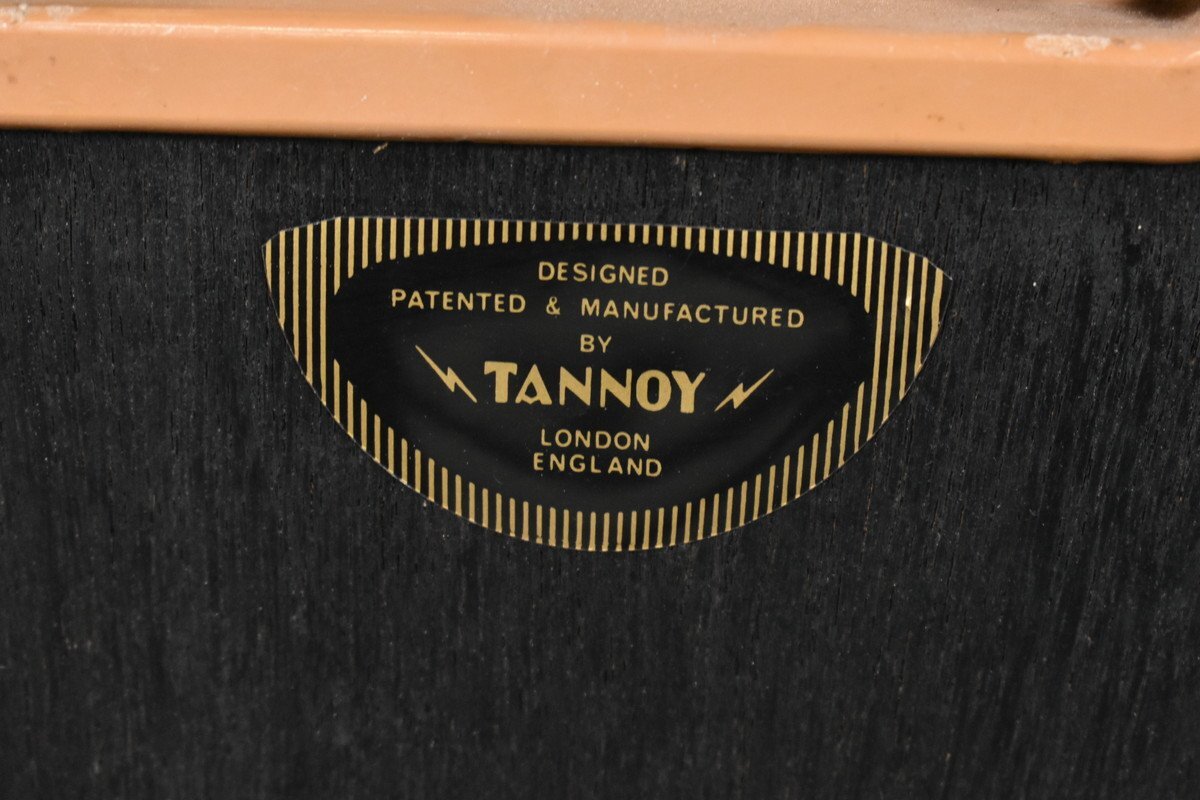 DESIGNED
PATENTED & MANUFACTURED
BY
TANNOY
LONDON
ENGLAND